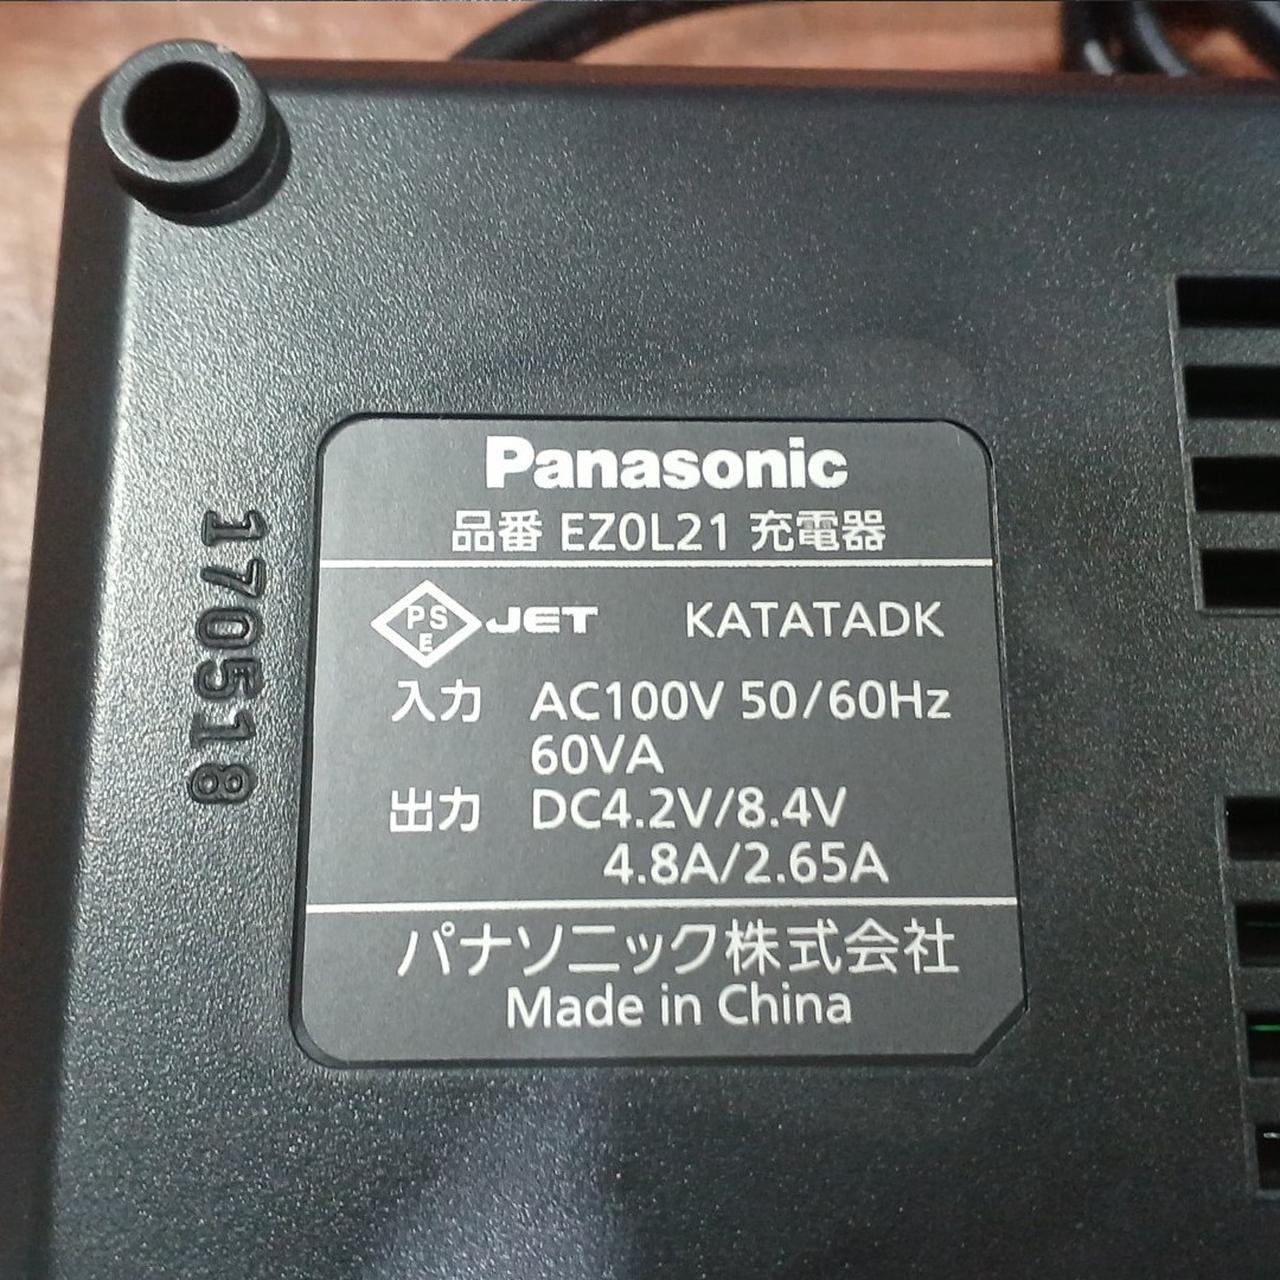 Panasonic
品番 EZ0L21 充電器
PS
E
JET KATATADK
入力 AC100V 50/60Hz
60VA
出力 DC4.2V/8.4V
4.8A/2.65A
パナソニック株式会社
Made in China
170518